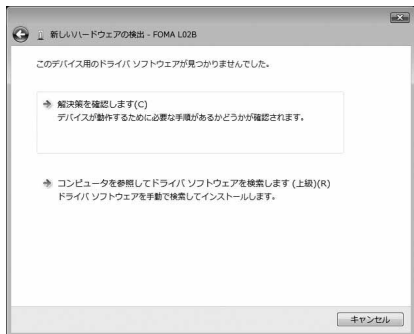 新しいハードウェアの検出 - FOMA L02B
このデバイス用のドライバ ソフトウェアが見つかりませんでした。
解決策を確認します(C)
デバイスが動作するために必要な手順があるかどうかが確認されます。
コンピュータを参照してドライバ ソフトウェアを検索します (上級)(R)
ドライバ ソフトウェアを手動で検索してインストールします。
キャンセル